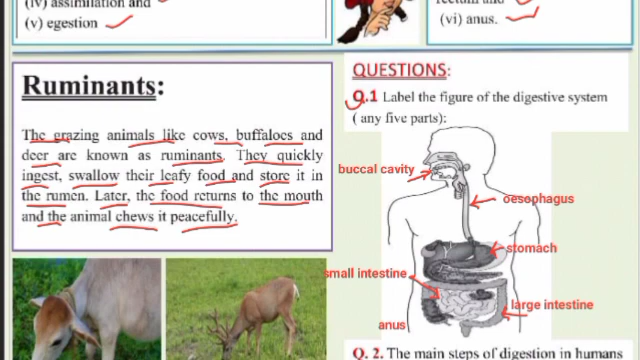 (iv) assimilation and
(v) egestion
rectum and
(vi) anus.
Ruminants:
The grazing animals like cows, buffaloes and
deer are known as ruminants. They quickly
ingest, swallow their leafy food and store it in
the rumen. Later, the food returns to the mouth
and the animal chews it peacefully.
QUESTIONS:
Q.1 Label the figure of the digestive system
( any five parts):
buccal cavity
oesophagus
stomach
small intestine
large intestine
anus
Q. 2. The main steps of digestion in humans